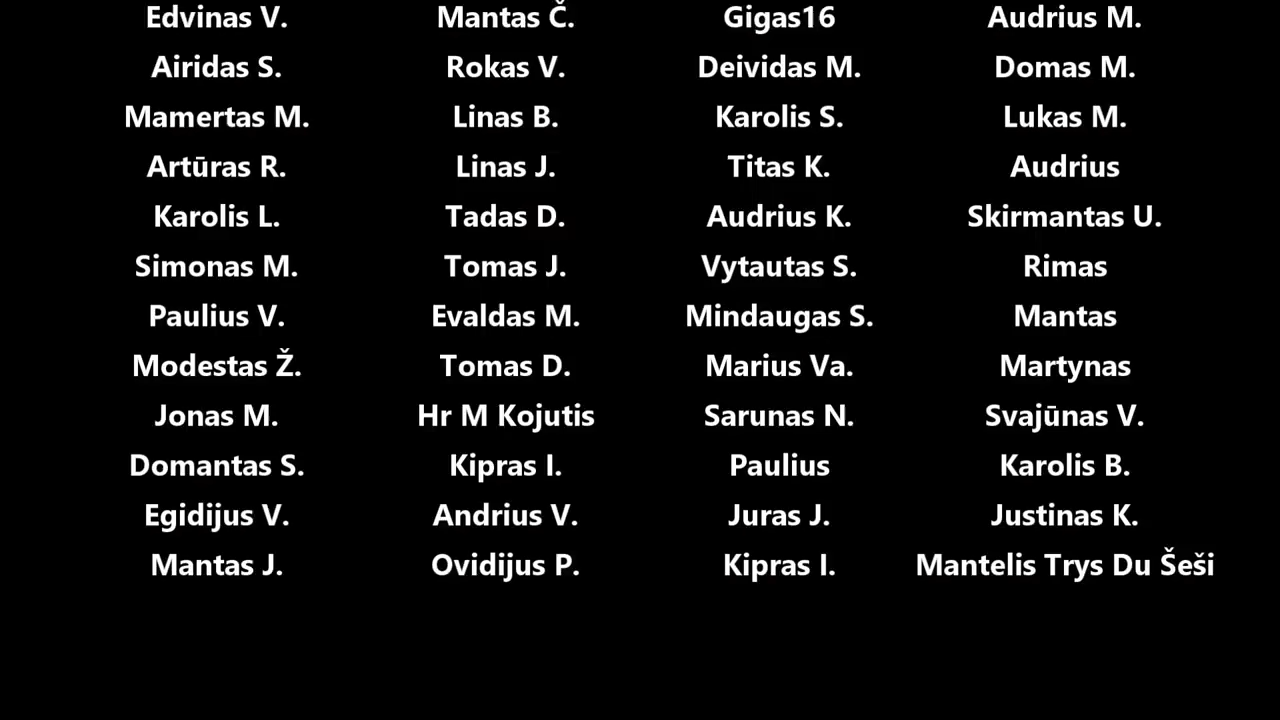 Edvinas V. Mantas Č. Gigas16 Audrius M.
Airidas S. Rokas V. Deividas M. Domas M.
Mamertas M. Linas B. Karolis S. Lukas M.
Artūras R. Linas J. Titas K. Audrius
Karolis L. Tadas D. Audrius K. Skirmantas U.
Simonas M. Tomas J. Vytautas S. Rimas
Paulius V. Evaldas M. Mindaugas S. Mantas
Modestas Ž. Tomas D. Marius Va. Martynas
Jonas M. Hr M Kojutis Sarunas N. Svajūnas V.
Domantas S. Kipras I. Paulius Karolis B.
Egidijus V. Andrius V. Juras J. Justinas K.
Mantas J. Ovidijus P. Kipras I. Mantelis Trys Du Šeši